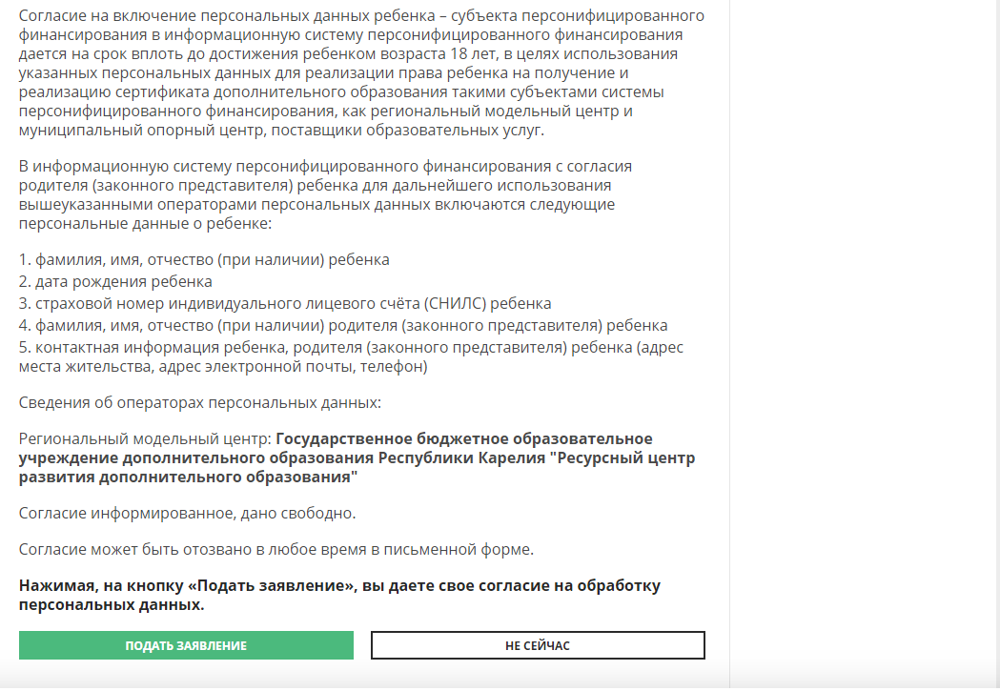 Согласие на включение персональных данных ребенка – субъекта персонифицированного
финансирования в информационную систему персонифицированного финансирования
дается на срок вплоть до достижения ребенком возраста 18 лет, в целях использования
указанных персональных данных для реализации права ребенка на получение и
реализацию сертификата дополнительного образования такими субъектами системы
персонифицированного финансирования, как региональный модельный центр и
муниципальный опорный центр, поставщики образовательных услуг.
В информационную систему персонифицированного финансирования с согласия
родителя (законного представителя) ребенка для дальнейшего использования
вышеуказанными операторами персональных данных включаются следующие
персональные данные о ребенке:
1. фамилия, имя, отчество (при наличии) ребенка
2. дата рождения ребенка
3. страховой номер индивидуального лицевого счёта (СНИЛС) ребенка
4. фамилия, имя, отчество (при наличии) родителя (законного представителя) ребенка
5. контактная информация ребенка, родителя (законного представителя) ребенка (адрес
места жительства, адрес электронной почты, телефон)
Сведения об операторах персональных данных:
Региональный модельный центр: Государственное бюджетное образовательное
учреждение дополнительного образования Республики Карелия "Ресурсный центр
развития дополнительного образования"
Согласие информированное, дано свободно.
Согласие может быть отозвано в любое время в письменной форме.
Нажимая, на кнопку «Подать заявление», вы даете свое согласие на обработку
персональных данных.
ПОДАТЬ ЗАЯВЛЕНИЕ
НЕ СЕЙЧАС